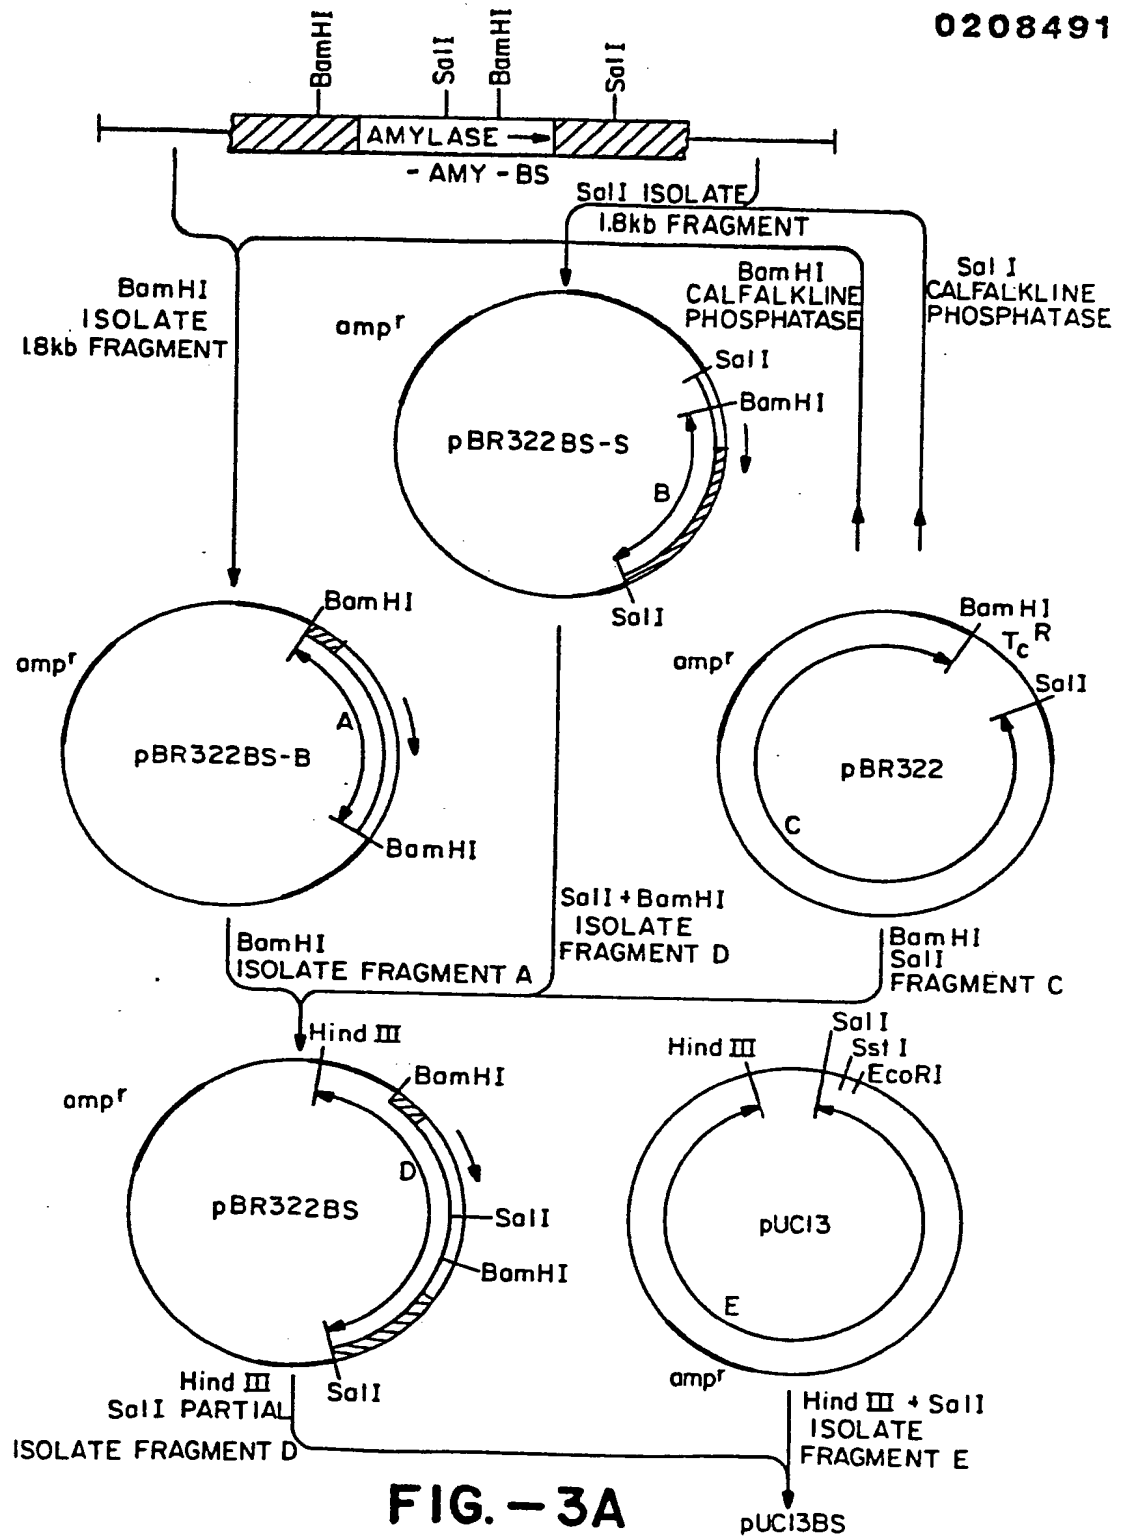 0208491
BamHI
SalI
BamHI
SalI
AMYLASE
- AMY - BS
SalI ISOLATE
1.8kb FRAGMENT
BamHI
ISOLATE
1.8kb FRAGMENT
BamHI
CALFALKLINE
PHOSPHATASE
Sal I
CALFALKLINE
PHOSPHATASE
ampr
SalI
BamHI
pBR322BS-S
B
SalI
BamHI
ampr
A
pBR322BS-B
BamHI
BamHI
TcR
ampr
SalI
pBR322
C
SalI + BamHI
ISOLATE
FRAGMENT D
BamHI
ISOLATE FRAGMENT A
BamHI
SalI
FRAGMENT C
Hind III
BamHI
ampr
D
pBR322BS
SalI
BamHI
SalI
Hind III
SalI
Sst I
EcoRI
pUC13
E
ampr
Hind III
SalI PARTIAL
ISOLATE FRAGMENT D
Hind III + SalI
ISOLATE
FRAGMENT E
FIG. - 3A
pUC13BS